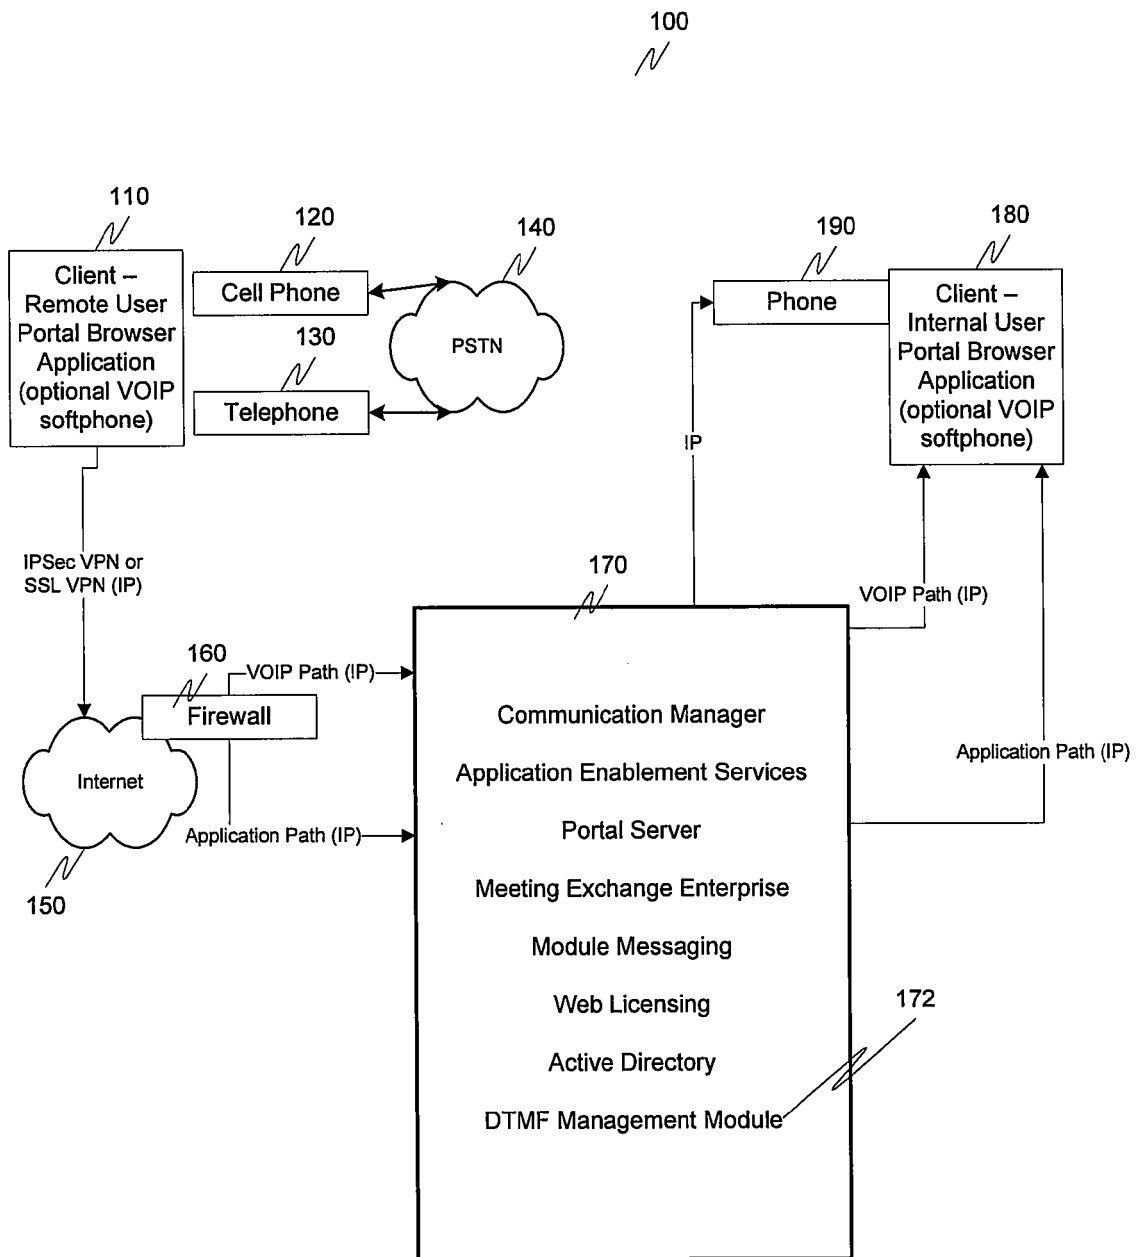 100
110
Client –
Remote User
Portal Browser
Application
(optional VOIP
softphone)
120
Cell Phone
130
Telephone
140
PSTN
190
Phone
180
Client –
Internal User
Portal Browser
Application
(optional VOIP
softphone)
IP
IPSec VPN or
SSL VPN (IP)
170
VOIP Path (IP)
160
VOIP Path (IP)
Firewall
Internet
Application Path (IP)
150
Application Path (IP)
Communication Manager
Application Enablement Services
Portal Server
Meeting Exchange Enterprise
Module Messaging
Web Licensing
Active Directory
DTMF Management Module
172